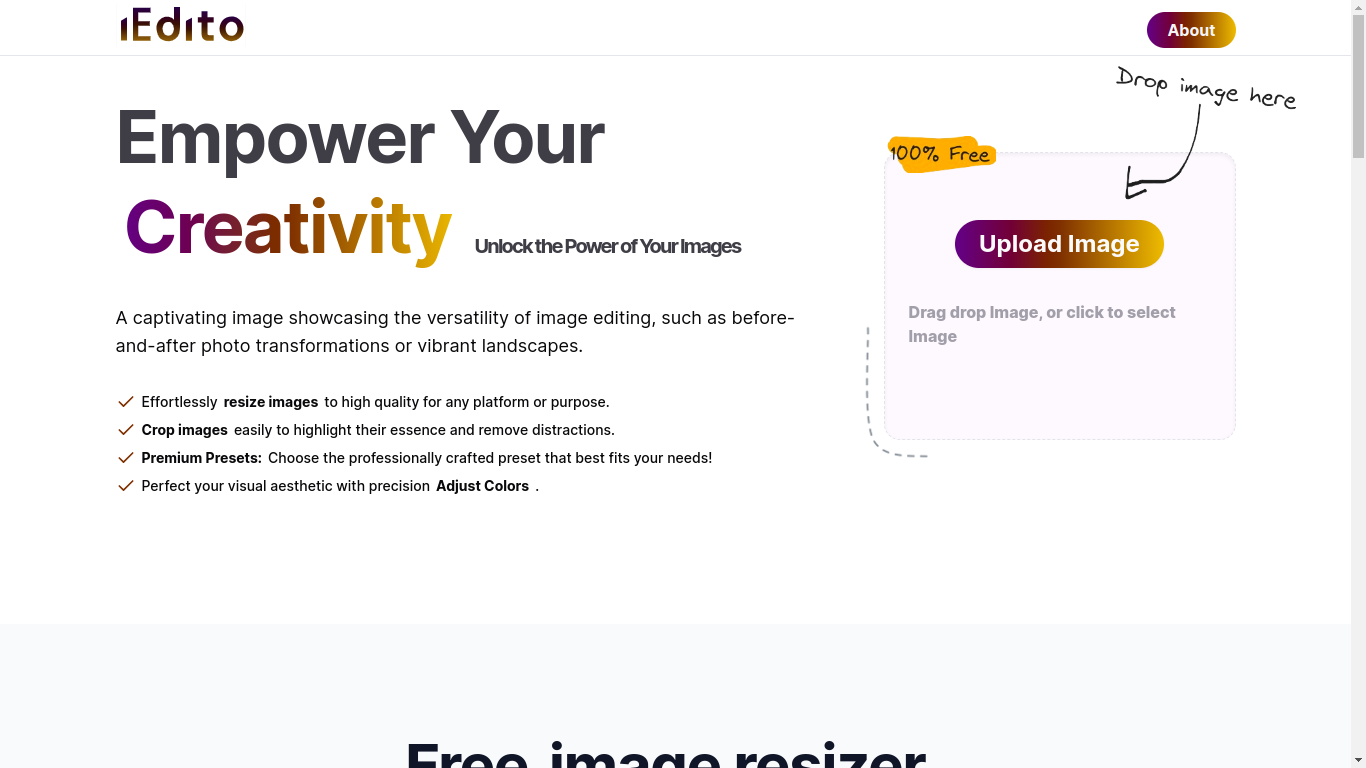 iEdito
About
Drop image here
Empower Your
Creativity Unlock the Power of Your Images
100% Free
Upload Image
Drag drop Image, or click to select
Image
A captivating image showcasing the versatility of image editing, such as before-
and-after photo transformations or vibrant landscapes.
Effortlessly resize images to high quality for any platform or purpose.
Crop images easily to highlight their essence and remove distractions.
Premium Presets: Choose the professionally crafted preset that best fits your needs!
Perfect your visual aesthetic with precision Adjust Colors .
Free image resizer